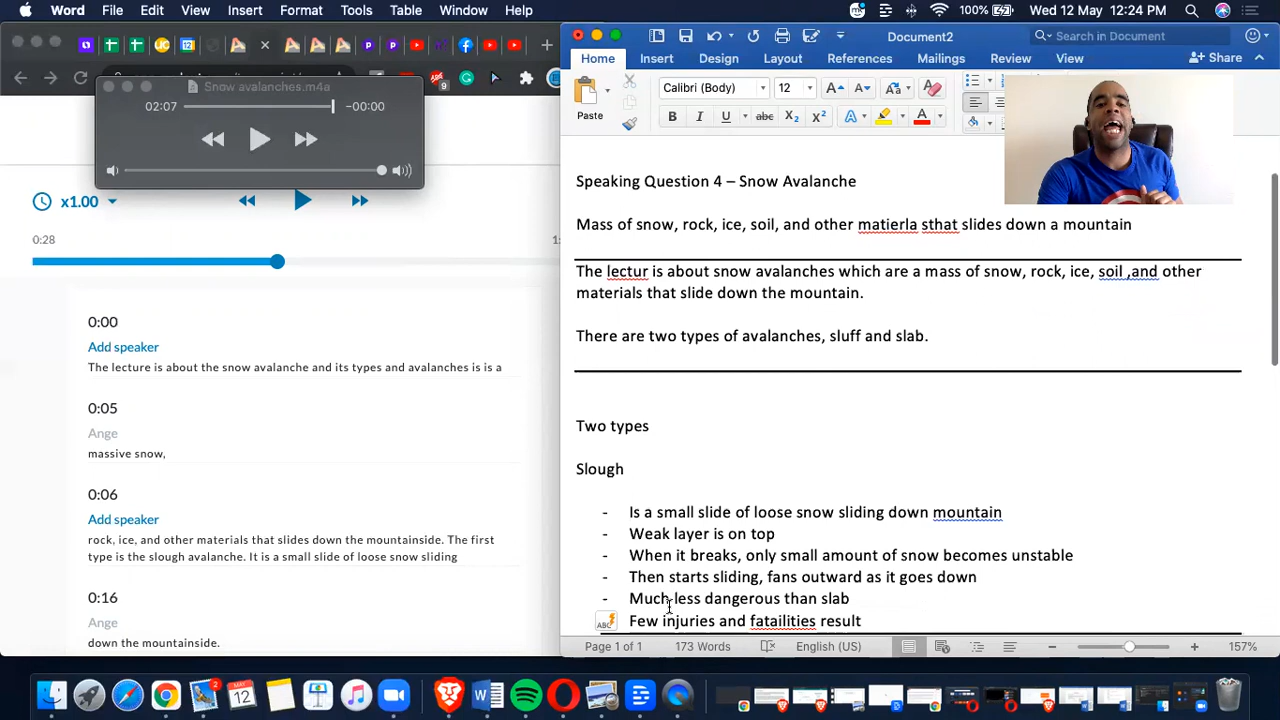 Word File Edit View Insert Format Tools Table Window Help 100% Wed 12 May 12:24 PM
Document2 Search in Document
Home Insert Draw Design Layout References Mailings Review View Share
Snow avalanches.m4a
02:07 −00:00
Paste Calibri (Body) 12
B I U abc X₂ X² A A
x1.00
0:28 1:
0:00
Add speaker
The lecture is about the snow avalanche and its types and avalanches is is a
0:05
Ange
massive snow,
0:06
Add speaker
rock, ice, and other materials that slides down the mountainside. The first
type is the slough avalanche. It is a small slide of loose snow sliding
0:16
Ange
down the mountainside.
Speaking Question 4 – Snow Avalanche
Mass of snow, rock, ice, soil, and other matierla sthat slides down a mountain
The lectur is about snow avalanches which are a mass of snow, rock, ice, soil ,and other
materials that slide down the mountain.
There are two types of avalanches, sluff and slab.
Two types
Slough
- Is a small slide of loose snow sliding down mountain
- Weak layer is on top
- When it breaks, only small amount of snow becomes unstable
- Then starts sliding, fans outward as it goes down
- Much less dangerous than slab
ABC Few injuries and fatailities result
Page 1 of 1 173 Words English (US) 157%